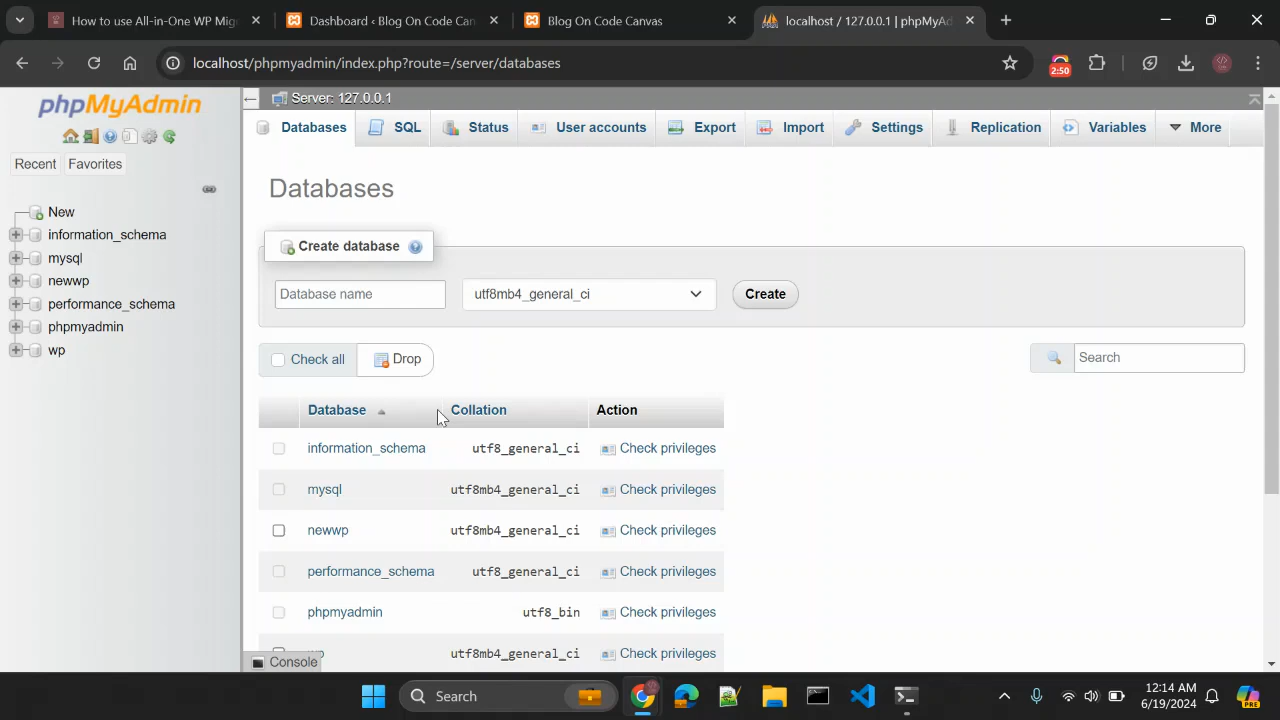 How to use All-in-One WP Mig
Dashboard ‹ Blog On Code Can
Blog On Code Canvas
localhost / 127.0.0.1 | phpMyAd
localhost/phpmyadmin/index.php?route=/server/databases
2:50
phpMyAdmin
Server: 127.0.0.1
Databases
SQL
Status
User accounts
Export
Import
Settings
Replication
Variables
More
Recent
Favorites
New
information_schema
mysql
newwp
performance_schema
phpmyadmin
wp
Databases
Create database
Database name
utf8mb4_general_ci
Create
Check all
Drop
Search
Database
Collation
Action
information_schema utf8_general_ci Check privileges
mysql utf8mb4_general_ci Check privileges
newwp utf8mb4_general_ci Check privileges
performance_schema utf8_general_ci Check privileges
phpmyadmin utf8_bin Check privileges
utf8mb4_general_ci Check privileges
Console
Search
12:14 AM
6/19/2024
PRE